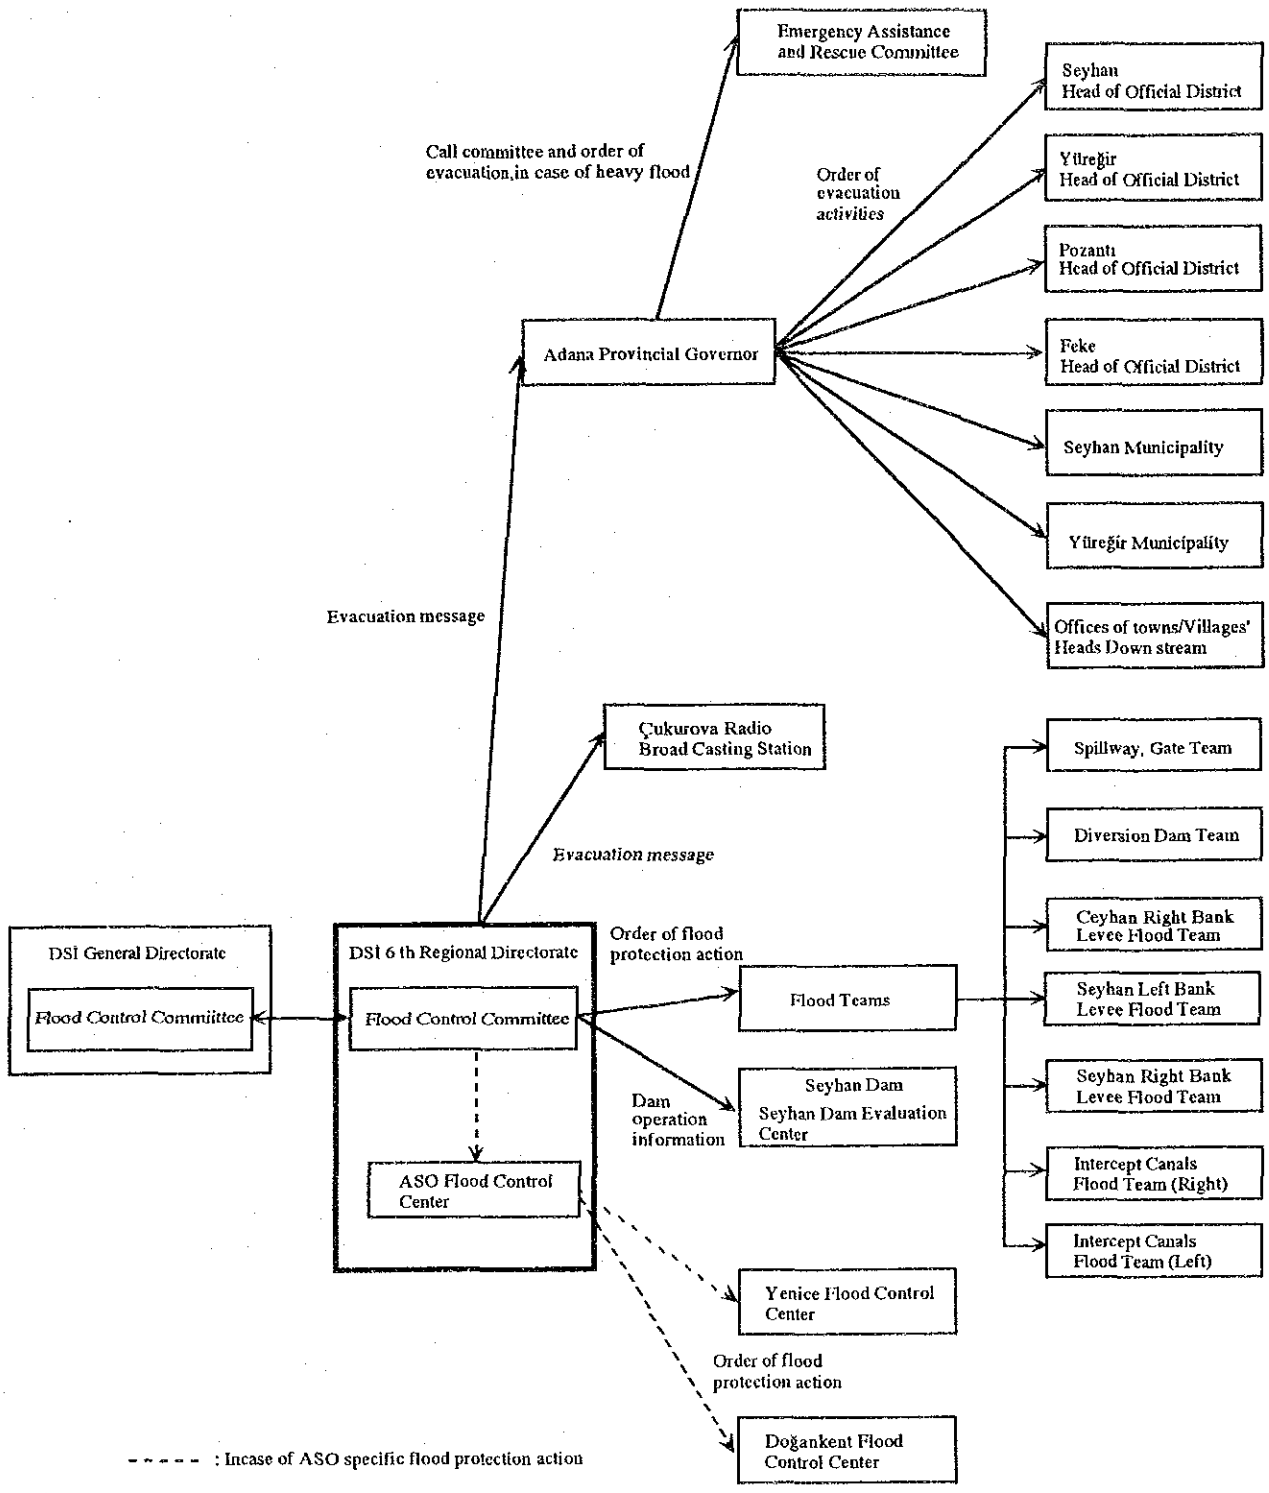 Emergency Assistance
and Rescue Committee
Seyhan
Head of Official District
Call committee and order of
evacuation,in case of heavy flood
Order of
evacuation
activities
Yüreğir
Head of Official District
Pozantı
Head of Official District
Adana Provincial Governor
Feke
Head of Official District
Seyhan Municipality
Yüreğir Municipality
Evacuation message
Offices of towns/Villages'
Heads Down stream
Çukurova Radio
Broad Casting Station
Spillway, Gate Team
Evacuation message
Diversion Dam Team
DSİ General Directorate
Flood Control Commiittee
DSİ 6 th Regional Directorate
Flood Control Committee
Order of flood
protection action
Flood Teams
Ceyhan Right Bank
Levee Flood Team
Seyhan Left Bank
Levee Flood Team
Dam
operation
information
Seyhan Dam
Seyhan Dam Evaluation
Center
Seyhan Right Bank
Levee Flood Team
ASO Flood Control
Center
Intercept Canals
Flood Team (Right)
Intercept Canals
Flood Team (Left)
Yenice Flood Control
Center
Order of flood
protection action
Doğankent Flood
Control Center
----- : Incase of ASO specific flood protection action